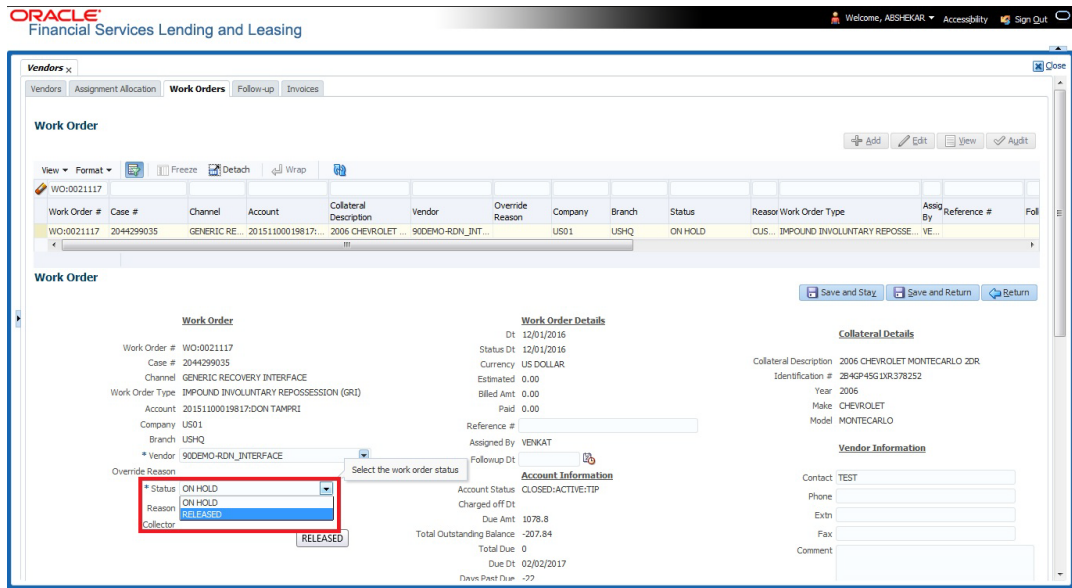 ORACLE
Financial Services Lending and Leasing
Welcome, ABSHEKAR Accessibility Sign Out
Vendors x
Close
Vendors Assignment Allocation Work Orders Follow-up Invoices
Work Order
Add Edit View Audit
View Format Freeze Detach Wrap
WO:0021117
Work Order # Case # Channel Account Collateral Description Vendor Override Reason Company Branch Status Reason Work Order Type Assig By Reference # Foll
WO:0021117 2044299035 GENERIC RE... 20151100019817:... 2006 CHEVROLET ... 90DEMO-RDN_INT... US01 USHQ ON HOLD CUS... IMPOUND INVOLUNTARY REPOSSE... VE...
Work Order
Save and Stay Save and Return Return
Work Order
Work Order # WO:0021117
Case # 2044299035
Channel GENERIC RECOVERY INTERFACE
Work Order Type IMPOUND INVOLUNTARY REPOSSESSION (GRI)
Account 20151100019817:DON TAMPRI
Company US01
Branch USHQ
* Vendor 90DEMO-RDN_INTERFACE
Override Reason
Select the work order status
* Status ON HOLD
ON HOLD
Reason
RELEASED
Collector
RELEASED
Work Order Details
Dt 12/01/2016
Status Dt 12/01/2016
Currency US DOLLAR
Estimated 0.00
Billed Amt 0.00
Paid 0.00
Reference #
Assigned By VENKAT
Followup Dt
Account Information
Account Status CLOSED:ACTIVE:TIP
Charged off Dt
Due Amt 1078.8
Total Outstanding Balance -207.84
Total Due 0
Due Dt 02/02/2017
Days Past Due -22
Collateral Details
Collateral Description 2006 CHEVROLET MONTECARLO 2DR
Identification # 2B4GP45G1XR378252
Year 2006
Make CHEVROLET
Model MONTECARLO
Vendor Information
Contact TEST
Phone
Extn
Fax
Comment